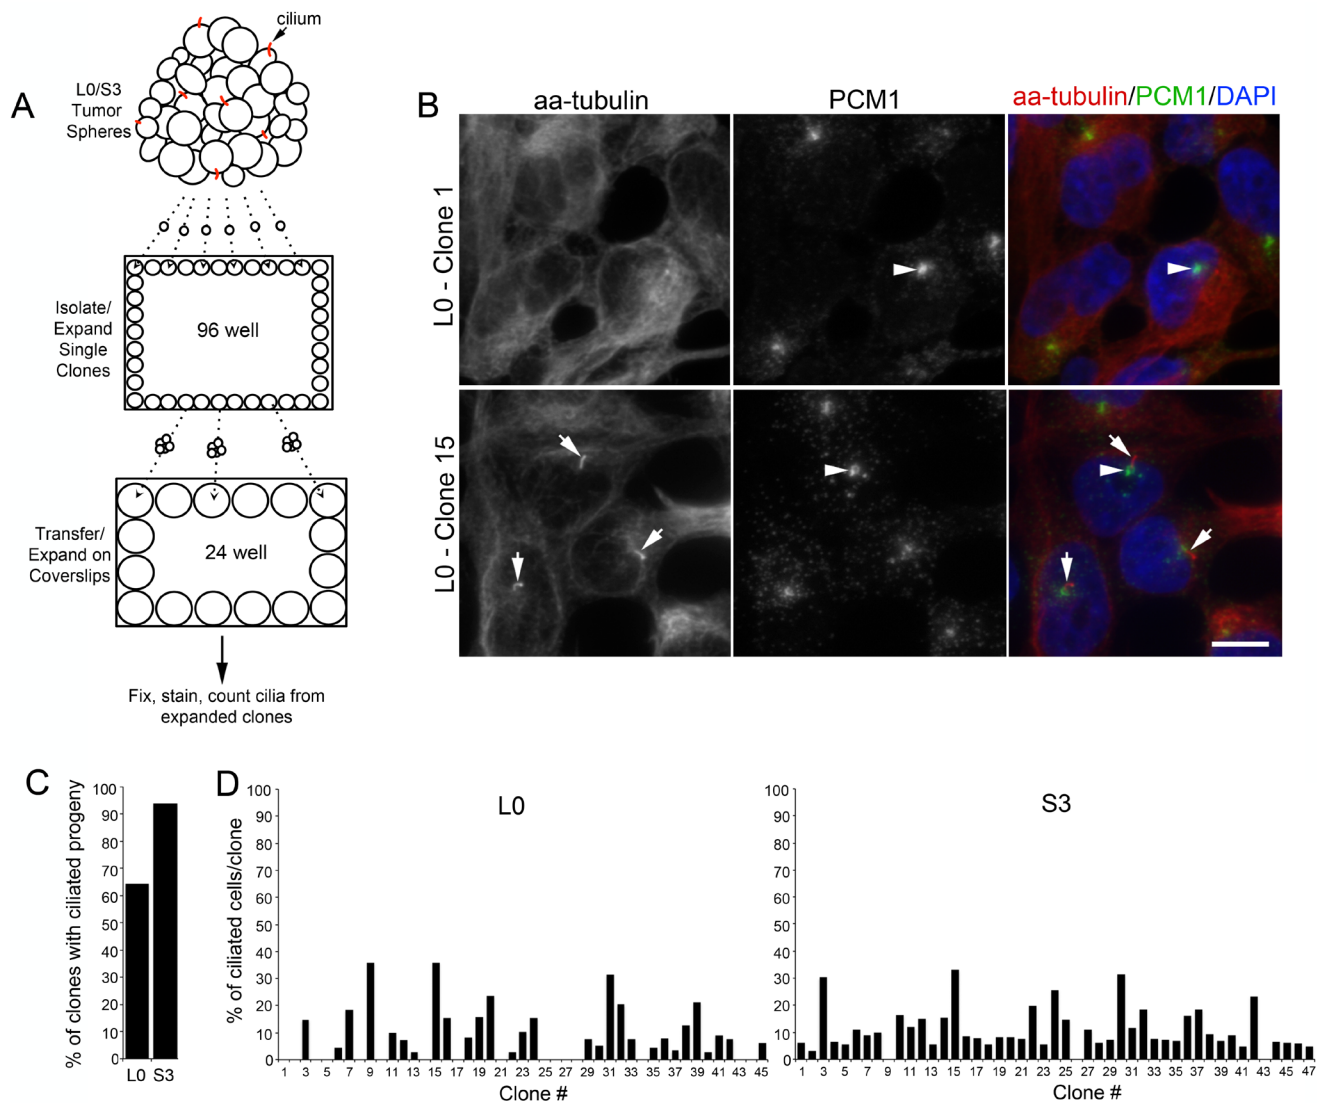 A
cilium
L0/S3
Tumor
Spheres
Isolate/
Expand
Single
Clones
96 well
Transfer/
Expand on
Coverslips
24 well
Fix, stain, count cilia from
expanded clones
B
aa-tubulin
PCM1
aa-tubulin/PCM1/DAPI
L0 - Clone 1
L0 - Clone 15
C
% of clones with ciliated progeny
100
90
80
70
60
50
40
30
20
10
0
L0 S3
D
L0
% of ciliated cells/clone
100
90
80
70
60
50
40
30
20
10
0
1 3 5 7 9 11 13 15 17 19 21 23 25 27 29 31 33 35 37 39 41 43 45
Clone #
S3
100
90
80
70
60
50
40
30
20
10
0
1 3 5 7 9 11 13 15 17 19 21 23 25 27 29 31 33 35 37 39 41 43 45 47
Clone #